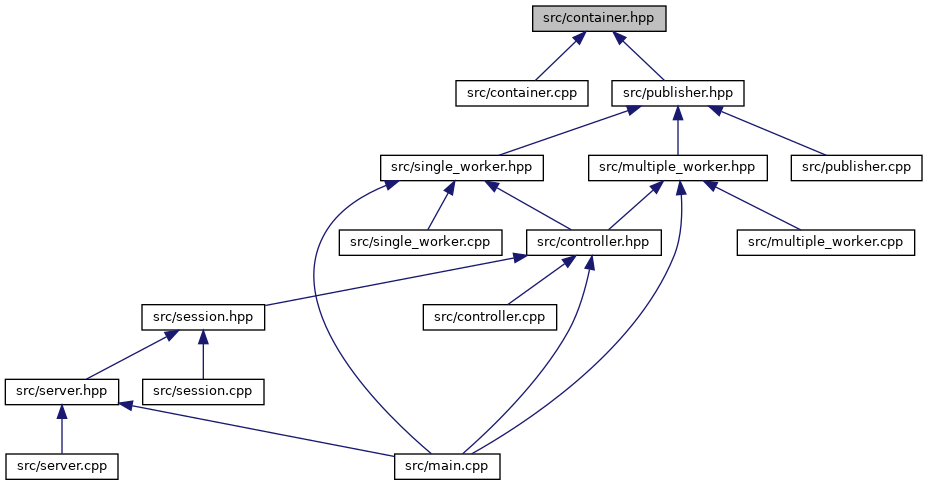 src/container.hpp
src/container.cpp
src/publisher.hpp
src/single_worker.hpp
src/multiple_worker.hpp
src/publisher.cpp
src/single_worker.cpp
src/controller.hpp
src/multiple_worker.cpp
src/session.hpp
src/controller.cpp
src/server.hpp
src/session.cpp
src/server.cpp
src/main.cpp